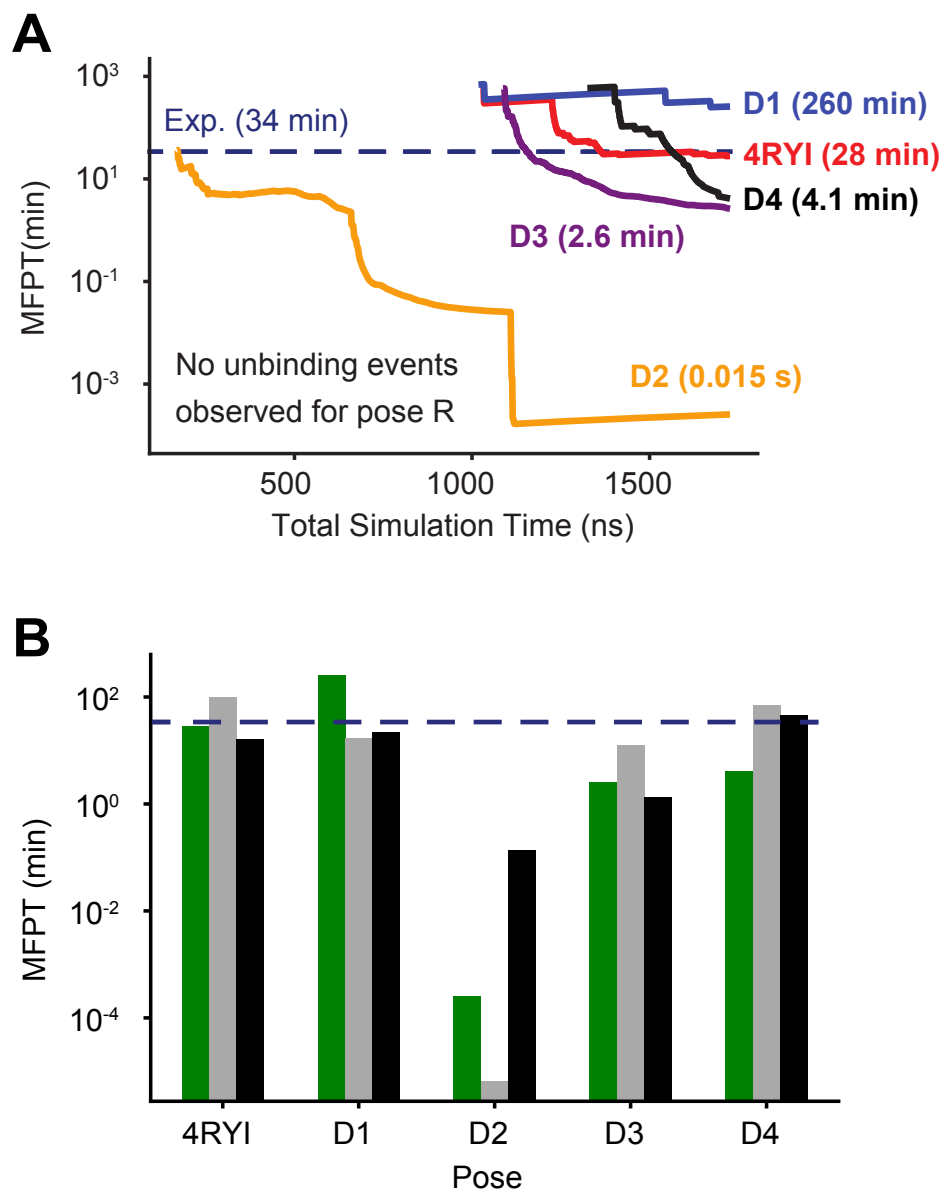 A
10³
Exp. (34 min)
D1 (260 min)
4RYI (28 min)
10¹
D4 (4.1 min)
D3 (2.6 min)
MFPT(min)
10⁻¹
No unbinding events
observed for pose R
D2 (0.015 s)
10⁻³
500 1000 1500
Total Simulation Time (ns)
B
10²
10⁰
MFPT (min)
10⁻²
10⁻⁴
4RYI D1 D2 D3 D4
Pose